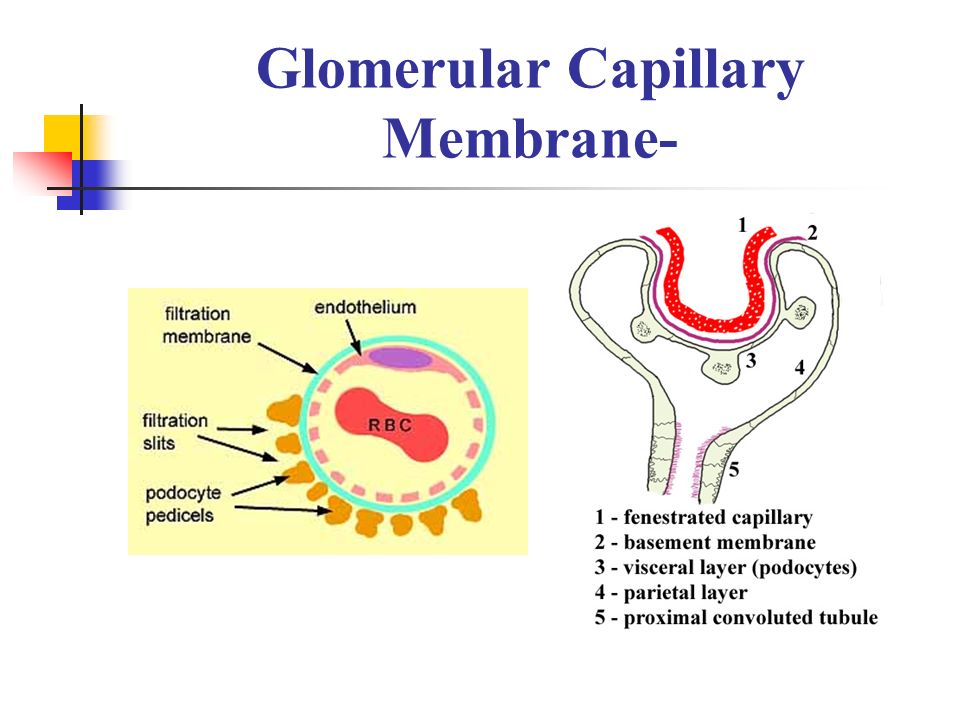 Glomerular Capillary
Membrane-
filtration
membrane
endothelium
filtration
slits
RBC
podocyte
pedicels
1
2
3
4
5
1 - fenestrated capillary
2 - basement membrane
3 - visceral layer (podocytes)
4 - parietal layer
5 - proximal convoluted tubule